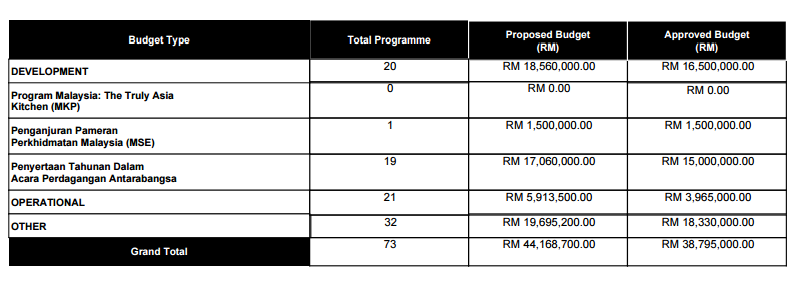 Budget Type Total Programme Proposed Budget (RM) Approved Budget (RM)
DEVELOPMENT 20 RM 18,560,000.00 RM 16,500,000.00
Program Malaysia: The Truly Asia 0 RM 0.00 RM 0.00
Kitchen (MKP)
Penganjuran Pameran 1 RM 1,500,000.00 RM 1,500,000.00
Perkhidmatan Malaysia (MSE)
Penyertaan Tahunan Dalam 19 RM 17,060,000.00 RM 15,000,000.00
Acara Perdagangan Antarabangsa
OPERATIONAL 21 RM 5,913,500.00 RM 3,965,000.00
OTHER 32 RM 19,695,200.00 RM 18,330,000.00
Grand Total 73 RM 44,168,700.00 RM 38,795,000.00